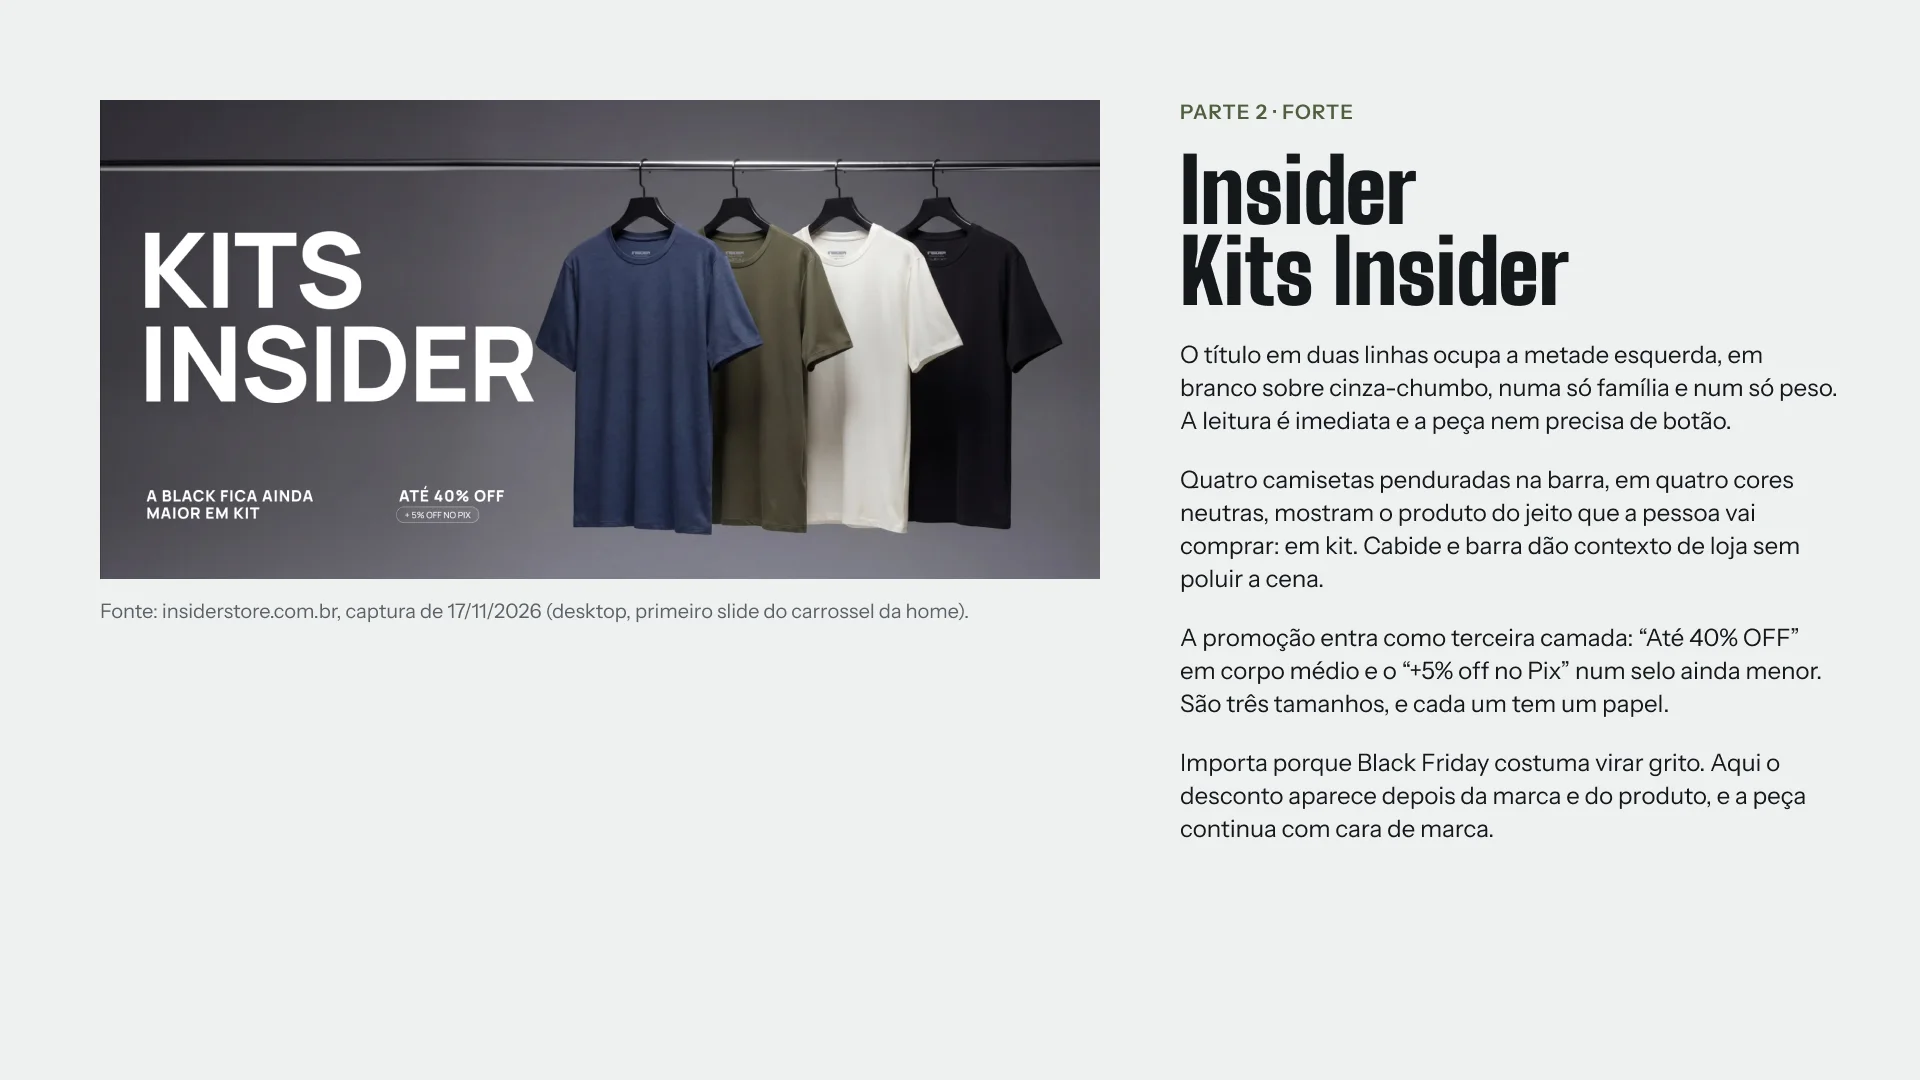 KITS
INSIDER
A BLACK FICA AINDA
MAIOR EM KIT
ATÉ 40% OFF
+ 5% OFF NO PIX
Fonte: insiderstore.com.br, captura de 17/11/2026 (desktop, primeiro slide do carrossel da home).
PARTE 2 · FORTE
Insider
Kits Insider
O título em duas linhas ocupa a metade esquerda, em
branco sobre cinza-chumbo, numa só família e num só peso.
A leitura é imediata e a peça nem precisa de botão.
Quatro camisetas penduradas na barra, em quatro cores
neutras, mostram o produto do jeito que a pessoa vai
comprar: em kit. Cabide e barra dão contexto de loja sem
poluir a cena.
A promoção entra como terceira camada: “Até 40% OFF”
em corpo médio e o “+5% off no Pix” num selo ainda menor.
São três tamanhos, e cada um tem um papel.
Importa porque Black Friday costuma virar grito. Aqui o
desconto aparece depois da marca e do produto, e a peça
continua com cara de marca.